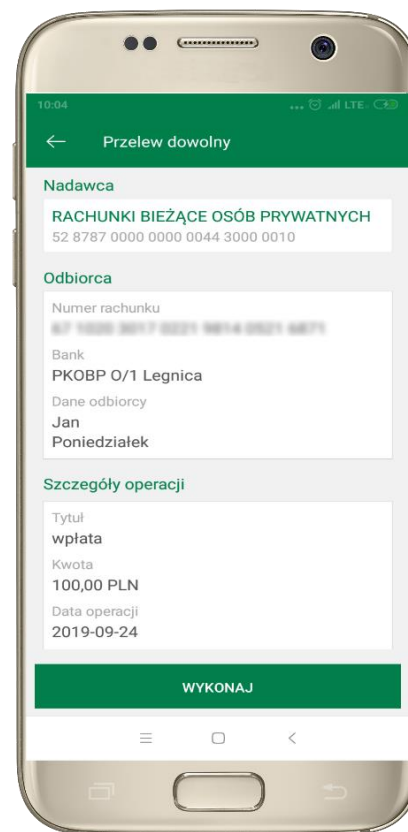 10:04
... LTE
Przelew dowolny
Nadawca
RACHUNKI BIEŻĄCE OSÓB PRYWATNYCH
52 8787 0000 0000 0044 3000 0010
Odbiorca
Numer rachunku
Bank
PKOBP O/1 Legnica
Dane odbiorcy
Jan
Poniedziałek
Szczegóły operacji
Tytuł
wpłata
Kwota
100,00 PLN
Data operacji
2019-09-24
WYKONAJ